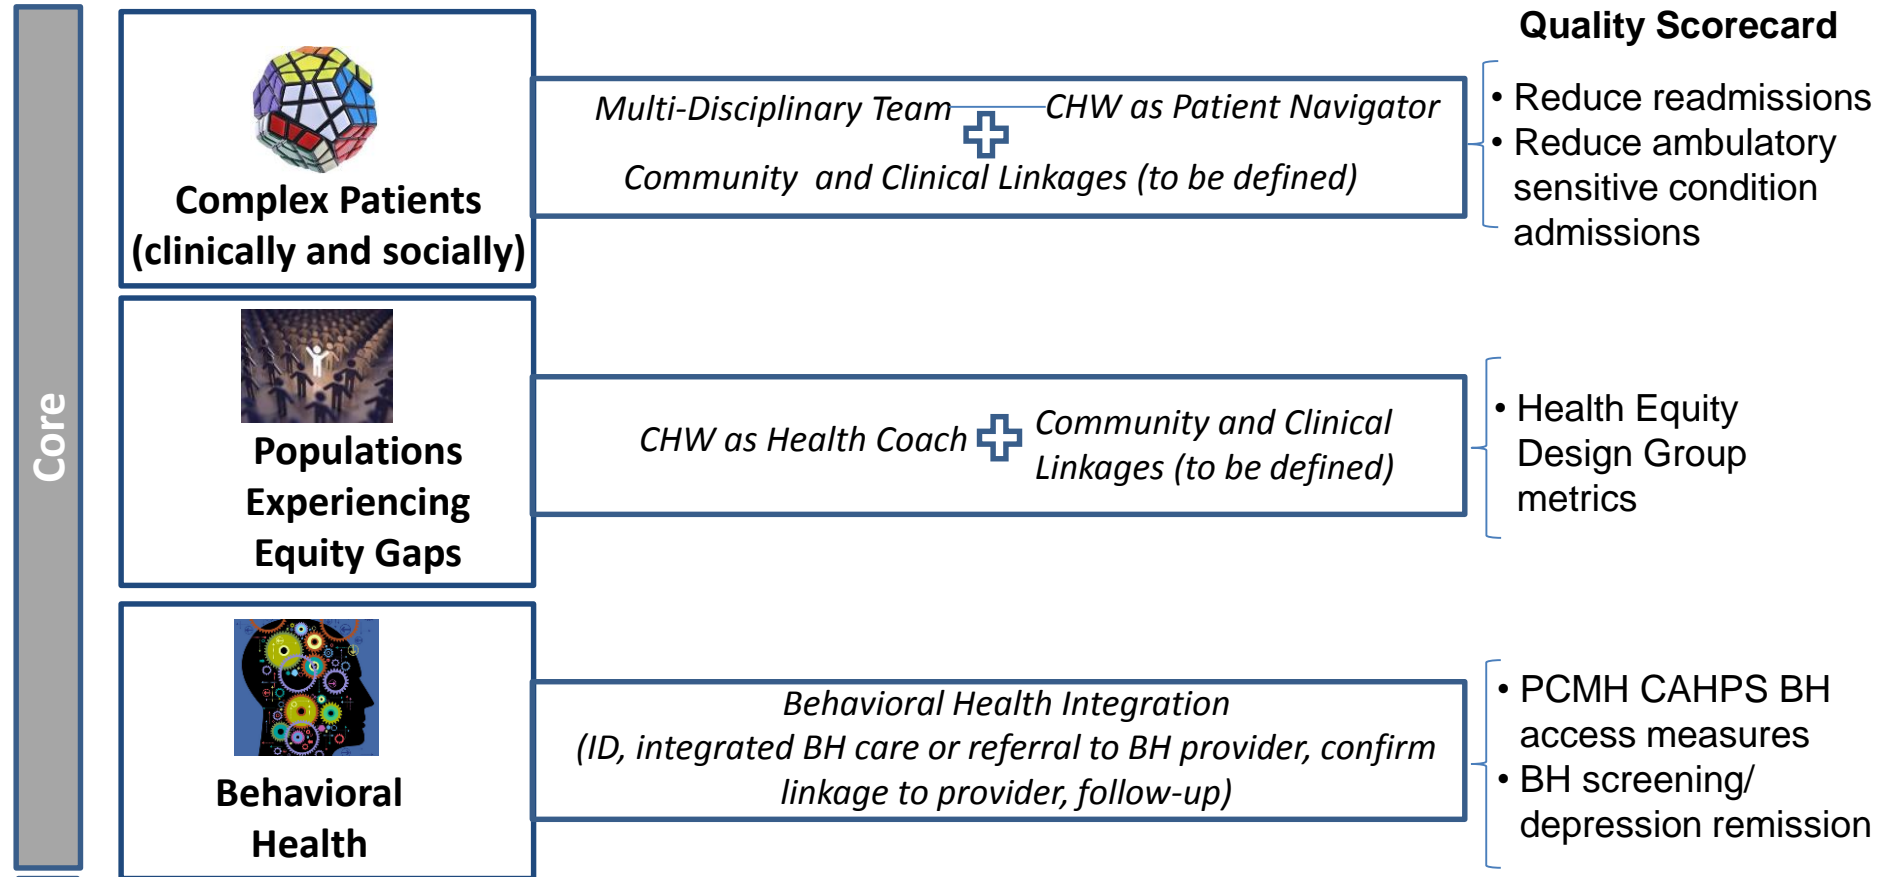 Core
Quality Scorecard
Complex Patients
(clinically and socially)
Multi-Disciplinary Team CHW as Patient Navigator
Community and Clinical Linkages (to be defined)
• Reduce readmissions
• Reduce ambulatory
sensitive condition
admissions
Populations
Experiencing
Equity Gaps
CHW as Health Coach
Community and Clinical
Linkages (to be defined)
• Health Equity
Design Group
metrics
Behavioral
Health
Behavioral Health Integration
(ID, integrated BH care or referral to BH provider, confirm
linkage to provider, follow-up)
• PCMH CAHPS BH
access measures
• BH screening/
depression remission